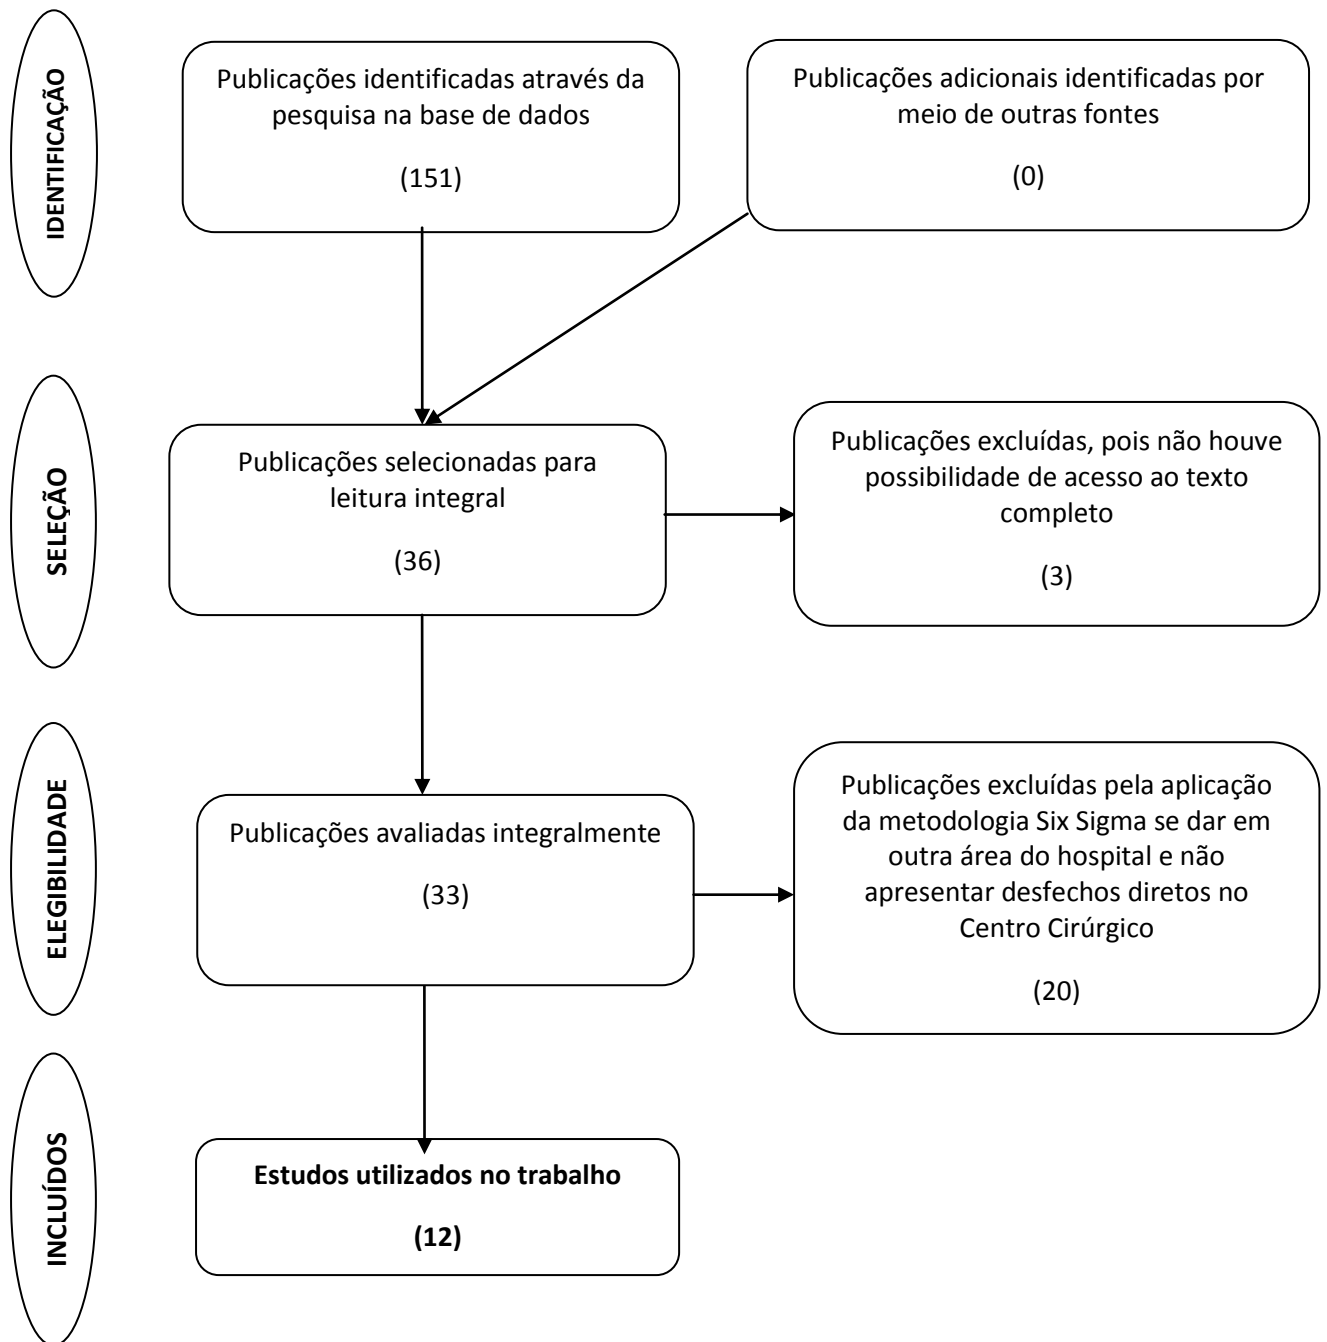 IDENTIFICAÇÃO
Publicações identificadas através da
pesquisa na base de dados
(151)
Publicações adicionais identificadas por
meio de outras fontes
(0)
SELEÇÃO
Publicações selecionadas para
leitura integral
(36)
Publicações excluídas, pois não houve
possibilidade de acesso ao texto
completo
(3)
ELEGIBILIDADE
Publicações avaliadas integralmente
(33)
Publicações excluídas pela aplicação
da metodologia Six Sigma se dar em
outra área do hospital e não
apresentar desfechos diretos no
Centro Cirúrgico
(20)
INCLUÍDOS
Estudos utilizados no trabalho
(12)